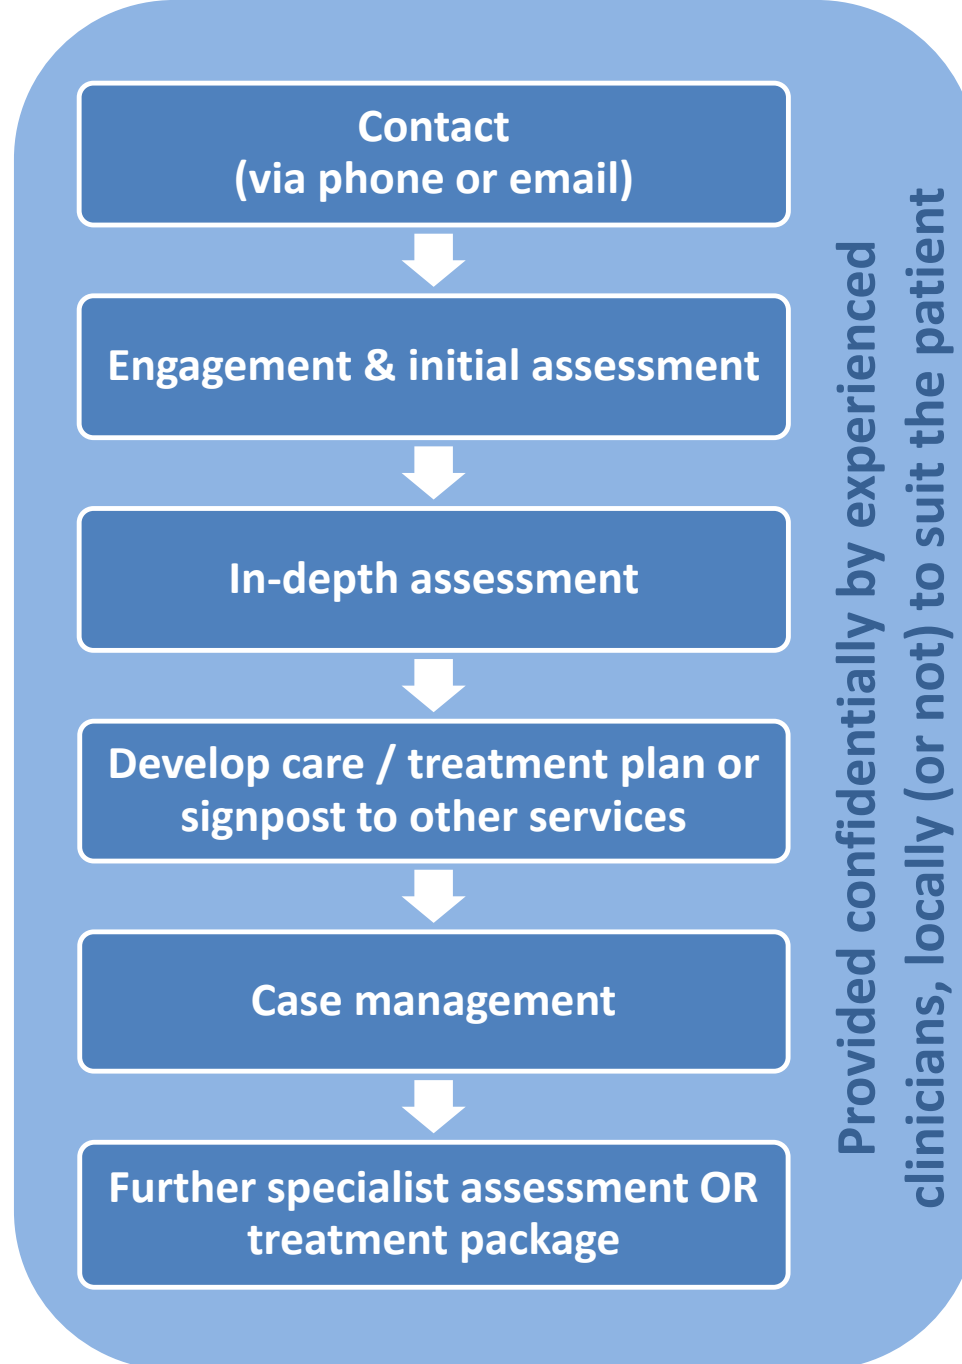 Contact
(via phone or email)
Engagement & initial assessment
In-depth assessment
Develop care / treatment plan or
signpost to other services
Case management
Further specialist assessment OR
treatment package
Provided confidentially by experienced
clinicians, locally (or not) to suit the patient